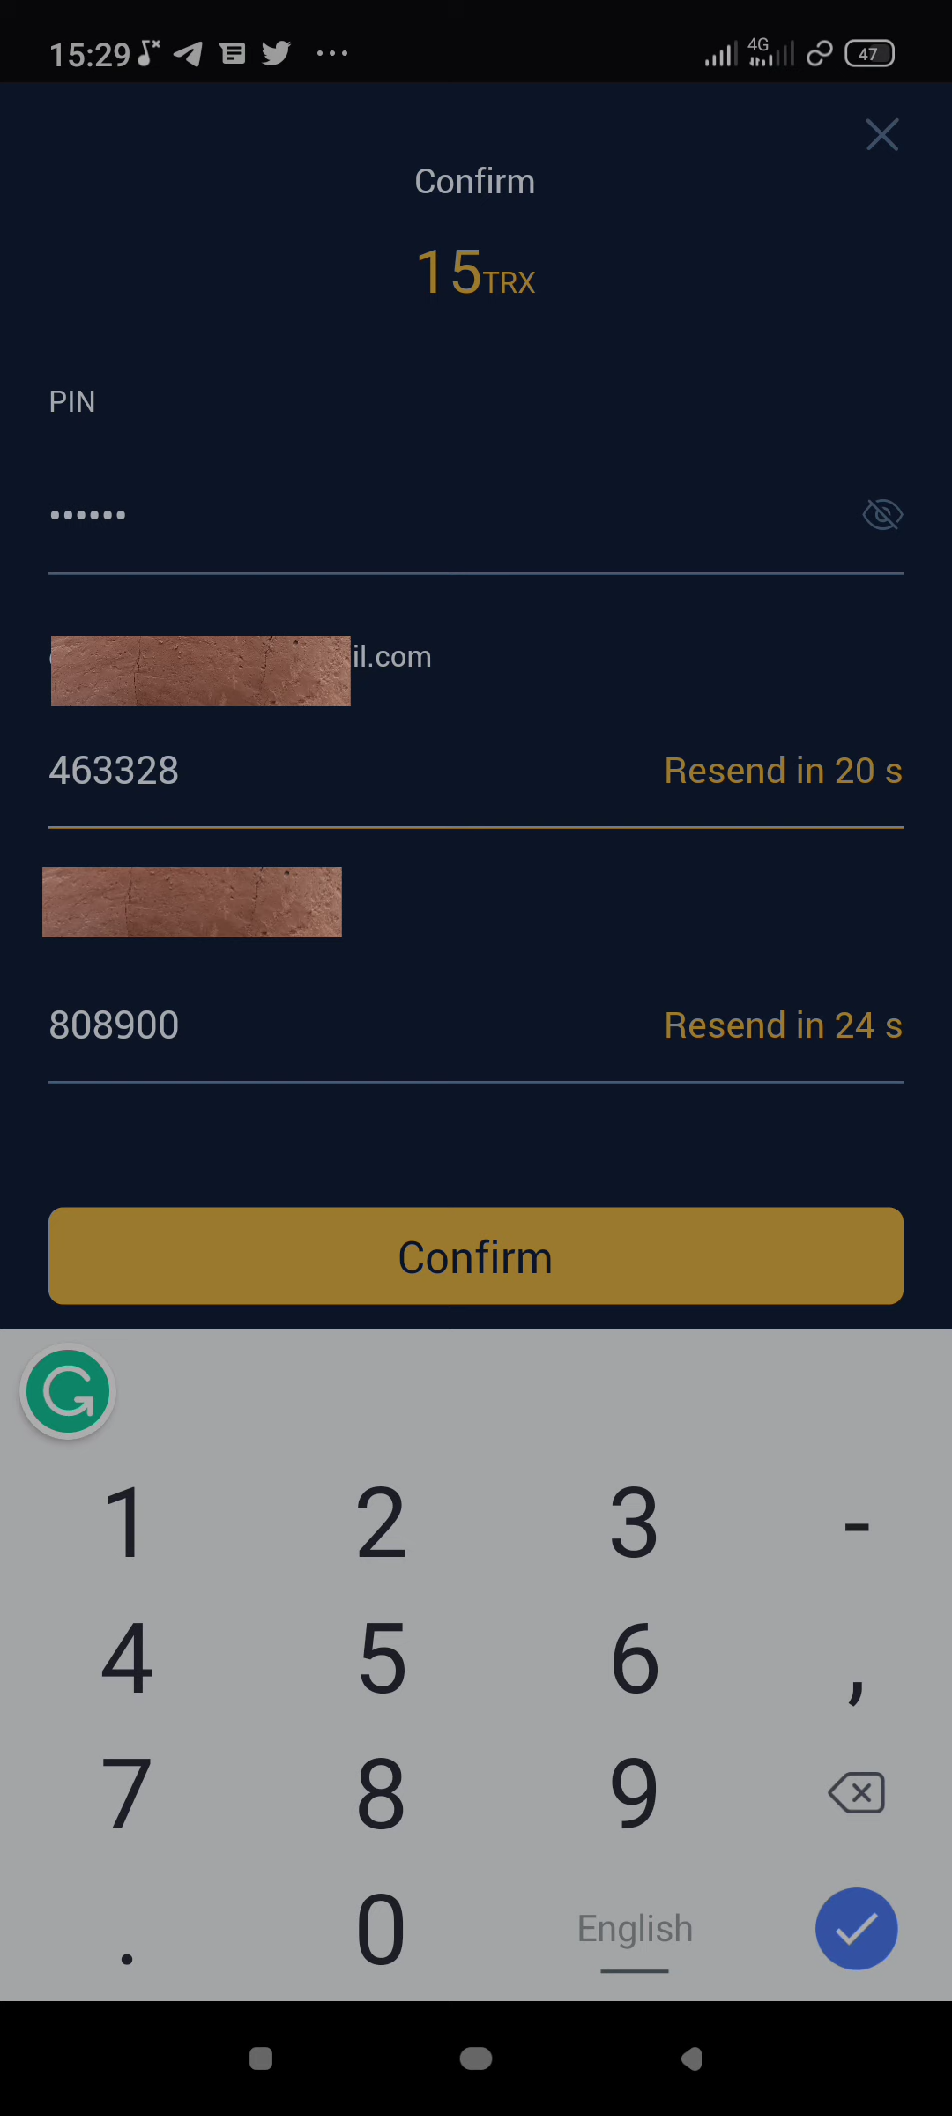 15:29 4G 47
Confirm
15TRX
PIN
••••••
il.com
463328 Resend in 20 s
808900 Resend in 24 s
Confirm
1 2 3 -
4 5 6 ,
7 8 9
. 0 English